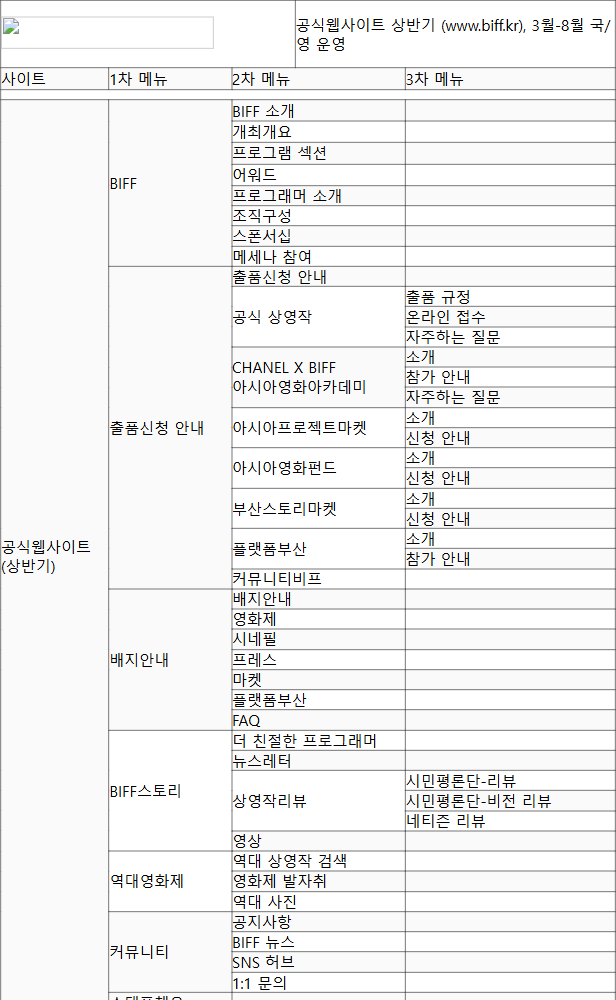 공식웹사이트 상반기 (www.biff.kr), 3월-8월 국/
영 운영
사이트 1차 메뉴 2차 메뉴 3차 메뉴
공식웹사이트
(상반기)
BIFF
BIFF 소개
개최개요
프로그램 섹션
어워드
프로그래머 소개
조직구성
스폰서십
메세나 참여
출품신청 안내
출품신청 안내
공식 상영작
출품 규정
온라인 접수
자주하는 질문
CHANEL X BIFF
아시아영화아카데미
소개
참가 안내
자주하는 질문
아시아프로젝트마켓
소개
신청 안내
아시아영화펀드
소개
신청 안내
부산스토리마켓
소개
신청 안내
플랫폼부산
소개
참가 안내
커뮤니티비프
배지안내
배지안내
영화제
시네필
프레스
마켓
플랫폼부산
FAQ
BIFF스토리
더 친절한 프로그래머
뉴스레터
상영작리뷰
시민평론단-리뷰
시민평론단-비전 리뷰
네티즌 리뷰
영상
역대영화제
역대 상영작 검색
영화제 발자취
역대 사진
커뮤니티
공지사항
BIFF 뉴스
SNS 허브
1:1 문의